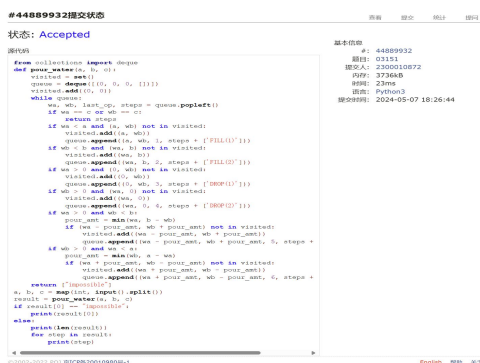 #44889932提交状态
查看 提交 统计 提问
状态: Accepted
源代码
from collections import deque
def pour_water(a, b, c):
    visited = set()
    queue = deque([(0, 0, 0, [])])
    visited.add((0, 0))
    while queue:
        wa, wb, last_op, steps = queue.popleft()
        if wa == c or wb == c:
            return steps
        if wa < a and (a, wb) not in visited:
            visited.add((a, wb))
            queue.append((a, wb, 1, steps + ['FILL(1)']))
        if wb < b and (wa, b) not in visited:
            visited.add((wa, b))
            queue.append((wa, b, 2, steps + ['FILL(2)']))
        if wa > 0 and (0, wb) not in visited:
            visited.add((0, wb))
            queue.append((0, wb, 3, steps + ['DROP(1)']))
        if wb > 0 and (wa, 0) not in visited:
            visited.add((wa, 0))
            queue.append((wa, 0, 4, steps + ['DROP(2)']))
        if wa > 0 and wb < b:
            pour_amt = min(wa, b - wb)
            if (wa - pour_amt, wb + pour_amt) not in visited:
                visited.add((wa - pour_amt, wb + pour_amt))
                queue.append((wa - pour_amt, wb + pour_amt, 5, steps +
        if wb > 0 and wa < a:
            pour_amt = min(wb, a - wa)
            if (wa + pour_amt, wb - pour_amt) not in visited:
                visited.add((wa + pour_amt, wb - pour_amt))
                queue.append((wa + pour_amt, wb - pour_amt, 6, steps +
    return ["impossible"]
a, b, c = map(int, input().split())
result = pour_water(a, b, c)
if result[0] == "impossible":
    print(result[0])
else:
    print(len(result))
    for step in result:
        print(step)
基本信息
#: 44889932
题目: 03151
提交人: 2300010872
内存: 3736kB
时间: 23ms
语言: Python3
提交时间: 2024-05-07 18:26:44
English 帮助